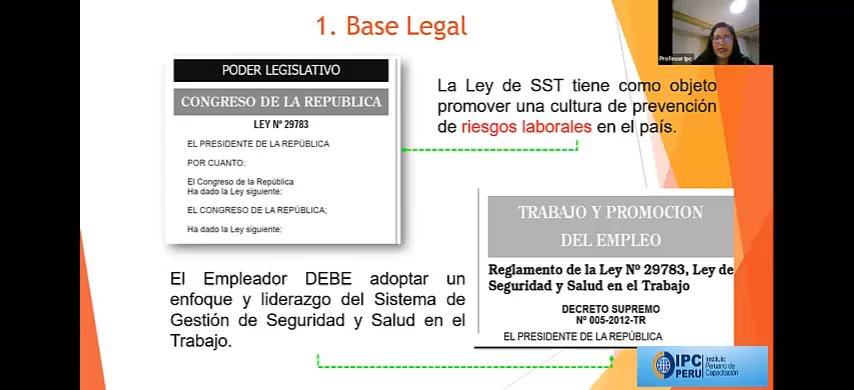 1. Base Legal
Profesor Ipc
PODER LEGISLATIVO
CONGRESO DE LA REPUBLICA
LEY Nº 29783
EL PRESIDENTE DE LA REPÚBLICA
POR CUANTO:
El Congreso de la República
Ha dado la Ley siguiente:
EL CONGRESO DE LA REPÚBLICA;
Ha dado la Ley siguiente:
La Ley de SST tiene como objeto
promover una cultura de prevención
de riesgos laborales en el país.
El Empleador DEBE adoptar un
enfoque y liderazgo del Sistema de
Gestión de Seguridad y Salud en el
Trabajo.
TRABAJO Y PROMOCION
DEL EMPLEO
Reglamento de la Ley Nº 29783, Ley de
Seguridad y Salud en el Trabajo
DECRETO SUPREMO
Nº 005-2012-TR
EL PRESIDENTE DE LA REPÚBLICA
IPC
PERU
Instituto
Peruano de
Capacitación